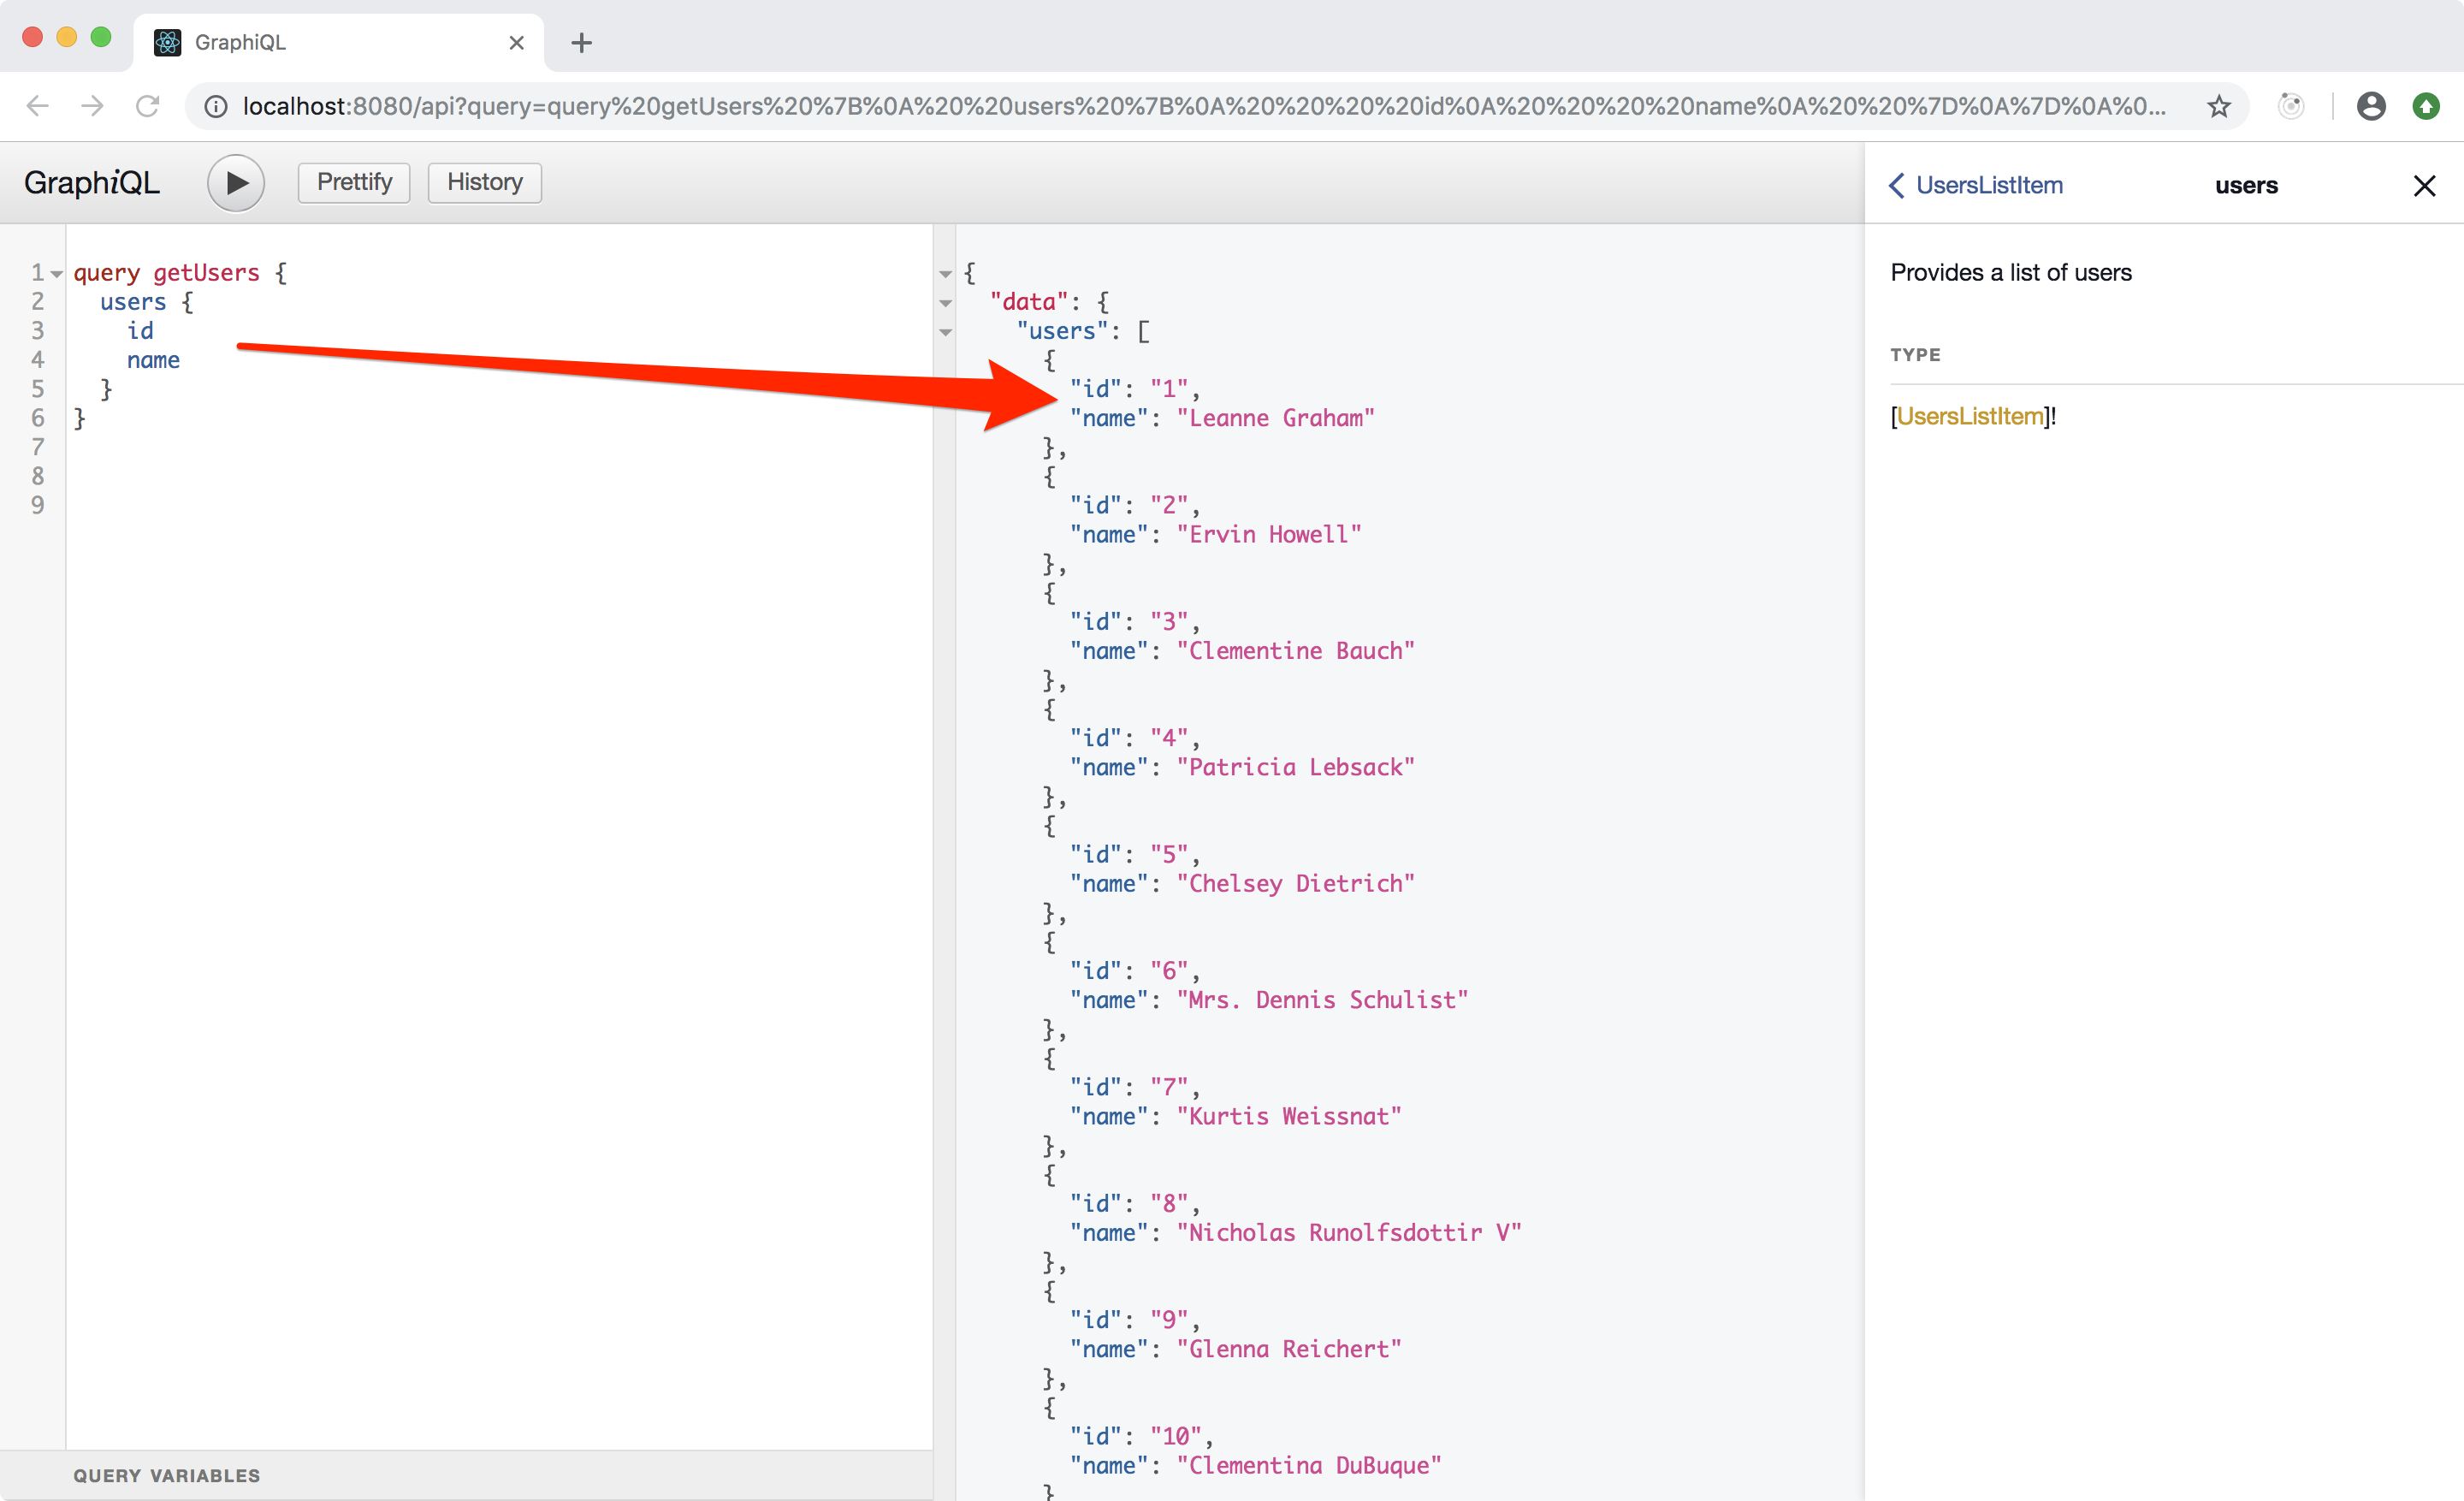 GraphiQL
localhost:8080/api?query=query%20getUsers%20%7B%0A%20%20users%20%7B%0A%20%20%20%20id%0A%20%20%20%20name%0A%20%20%7D%0A%7D%0A%0...
GraphiQL
Prettify
History
1 query getUsers {
2   users {
3     id
4     name
5   }
6 }
7
8
9
QUERY VARIABLES
{
  "data": {
    "users": [
      {
        "id": "1",
        "name": "Leanne Graham"
      },
      {
        "id": "2",
        "name": "Ervin Howell"
      },
      {
        "id": "3",
        "name": "Clementine Bauch"
      },
      {
        "id": "4",
        "name": "Patricia Lebsack"
      },
      {
        "id": "5",
        "name": "Chelsey Dietrich"
      },
      {
        "id": "6",
        "name": "Mrs. Dennis Schulist"
      },
      {
        "id": "7",
        "name": "Kurtis Weissnat"
      },
      {
        "id": "8",
        "name": "Nicholas Runolfsdottir V"
      },
      {
        "id": "9",
        "name": "Glenna Reichert"
      },
      {
        "id": "10",
        "name": "Clementina DuBuque"
      }
UsersListItem
users
Provides a list of users
TYPE
[UsersListItem]!